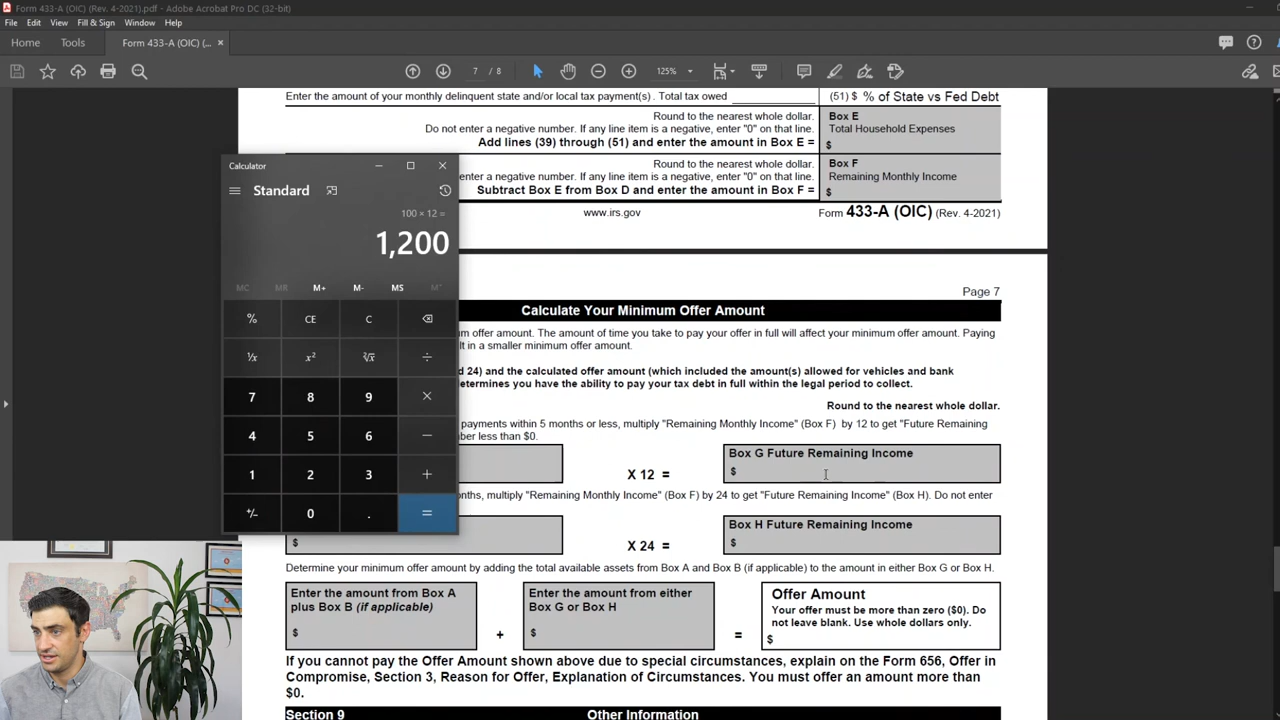 Form 433-A (OIC) (Rev. 4-2021).pdf - Adobe Acrobat Pro DC (32-bit)
File Edit View Fill & Sign Window Help
Home Tools Form 433-A (OIC) (... ×
7 / 8 125%
Enter the amount of your monthly delinquent state and/or local tax payment(s). Total tax owed
(51) $ % of State vs Fed Debt
Round to the nearest whole dollar.
Do not enter a negative number. If any line item is a negative, enter "0" on that line.
Add lines (39) through (51) and enter the amount in Box E =
Box E
Total Household Expenses
$
Round to the nearest whole dollar.
enter a negative number. If any line item is a negative, enter "0" on that line.
Subtract Box E from Box D and enter the amount in Box F =
Box F
Remaining Monthly Income
$
www.irs.gov
Form 433-A (OIC) (Rev. 4-2021)
Calculator
Standard
100 × 12 =
1,200
MC MR M+ M- MS M˅
% CE C
¹/x x² ²√x ÷
7 8 9 ×
4 5 6 −
1 2 3 +
+/- 0 . =
Page 7
Calculate Your Minimum Offer Amount
m offer amount. The amount of time you take to pay your offer in full will affect your minimum offer amount. Paying
lt in a smaller minimum offer amount.
d 24) and the calculated offer amount (which included the amount(s) allowed for vehicles and bank
determines you have the ability to pay your tax debt in full within the legal period to collect.
Round to the nearest whole dollar.
payments within 5 months or less, multiply "Remaining Monthly Income" (Box F) by 12 to get "Future Remaining
ber less than $0.
X 12 =
Box G Future Remaining Income
$
nths, multiply "Remaining Monthly Income" (Box F) by 24 to get "Future Remaining Income" (Box H). Do not enter
$
X 24 =
Box H Future Remaining Income
$
Determine your minimum offer amount by adding the total available assets from Box A and Box B (if applicable) to the amount in either Box G or Box H.
Enter the amount from Box A
plus Box B (if applicable)
$
+
Enter the amount from either
Box G or Box H
$
=
Offer Amount
Your offer must be more than zero ($0). Do
not leave blank. Use whole dollars only.
$
If you cannot pay the Offer Amount shown above due to special circumstances, explain on the Form 656, Offer in
Compromise, Section 3, Reason for Offer, Explanation of Circumstances. You must offer an amount more than
$0.
Section 9 Other Information